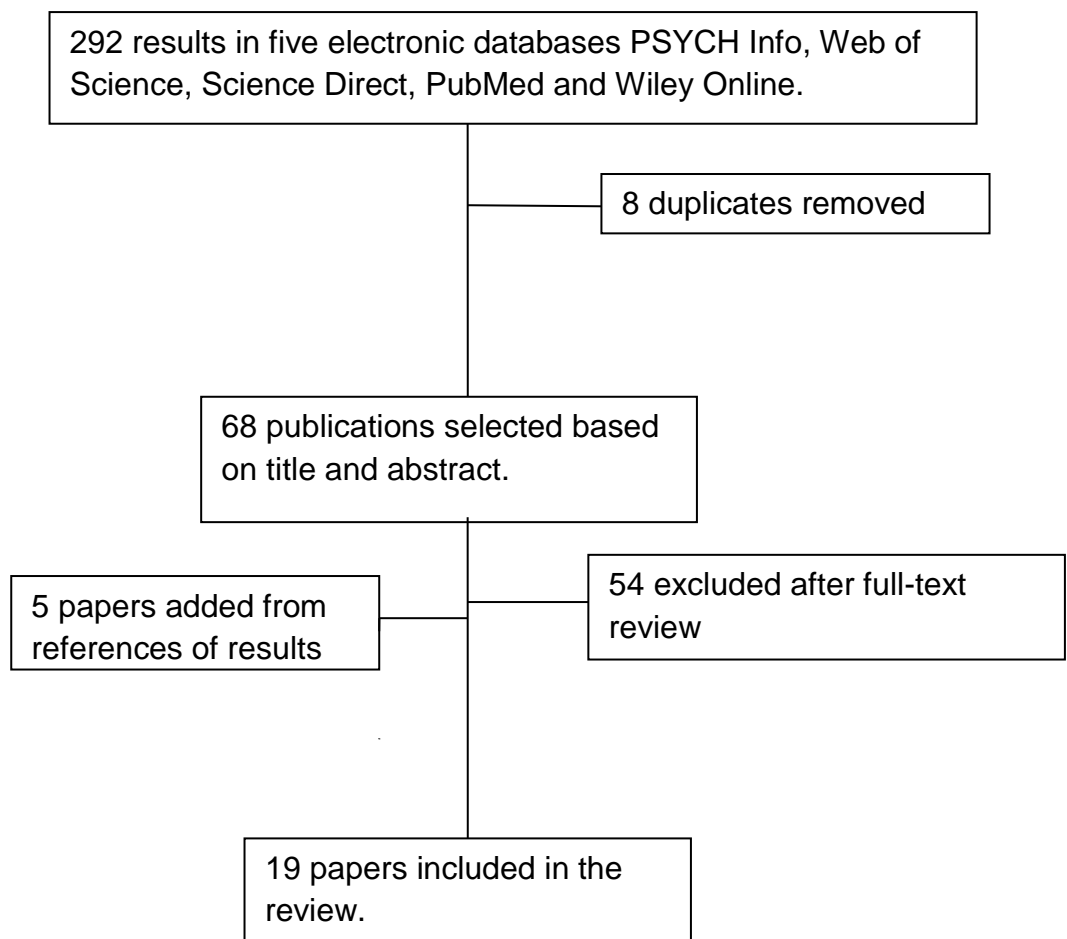 292 results in five electronic databases PSYCH Info, Web of
Science, Science Direct, PubMed and Wiley Online.
8 duplicates removed
68 publications selected based
on title and abstract.
54 excluded after full-text
review
5 papers added from
references of results
19 papers included in the
review.